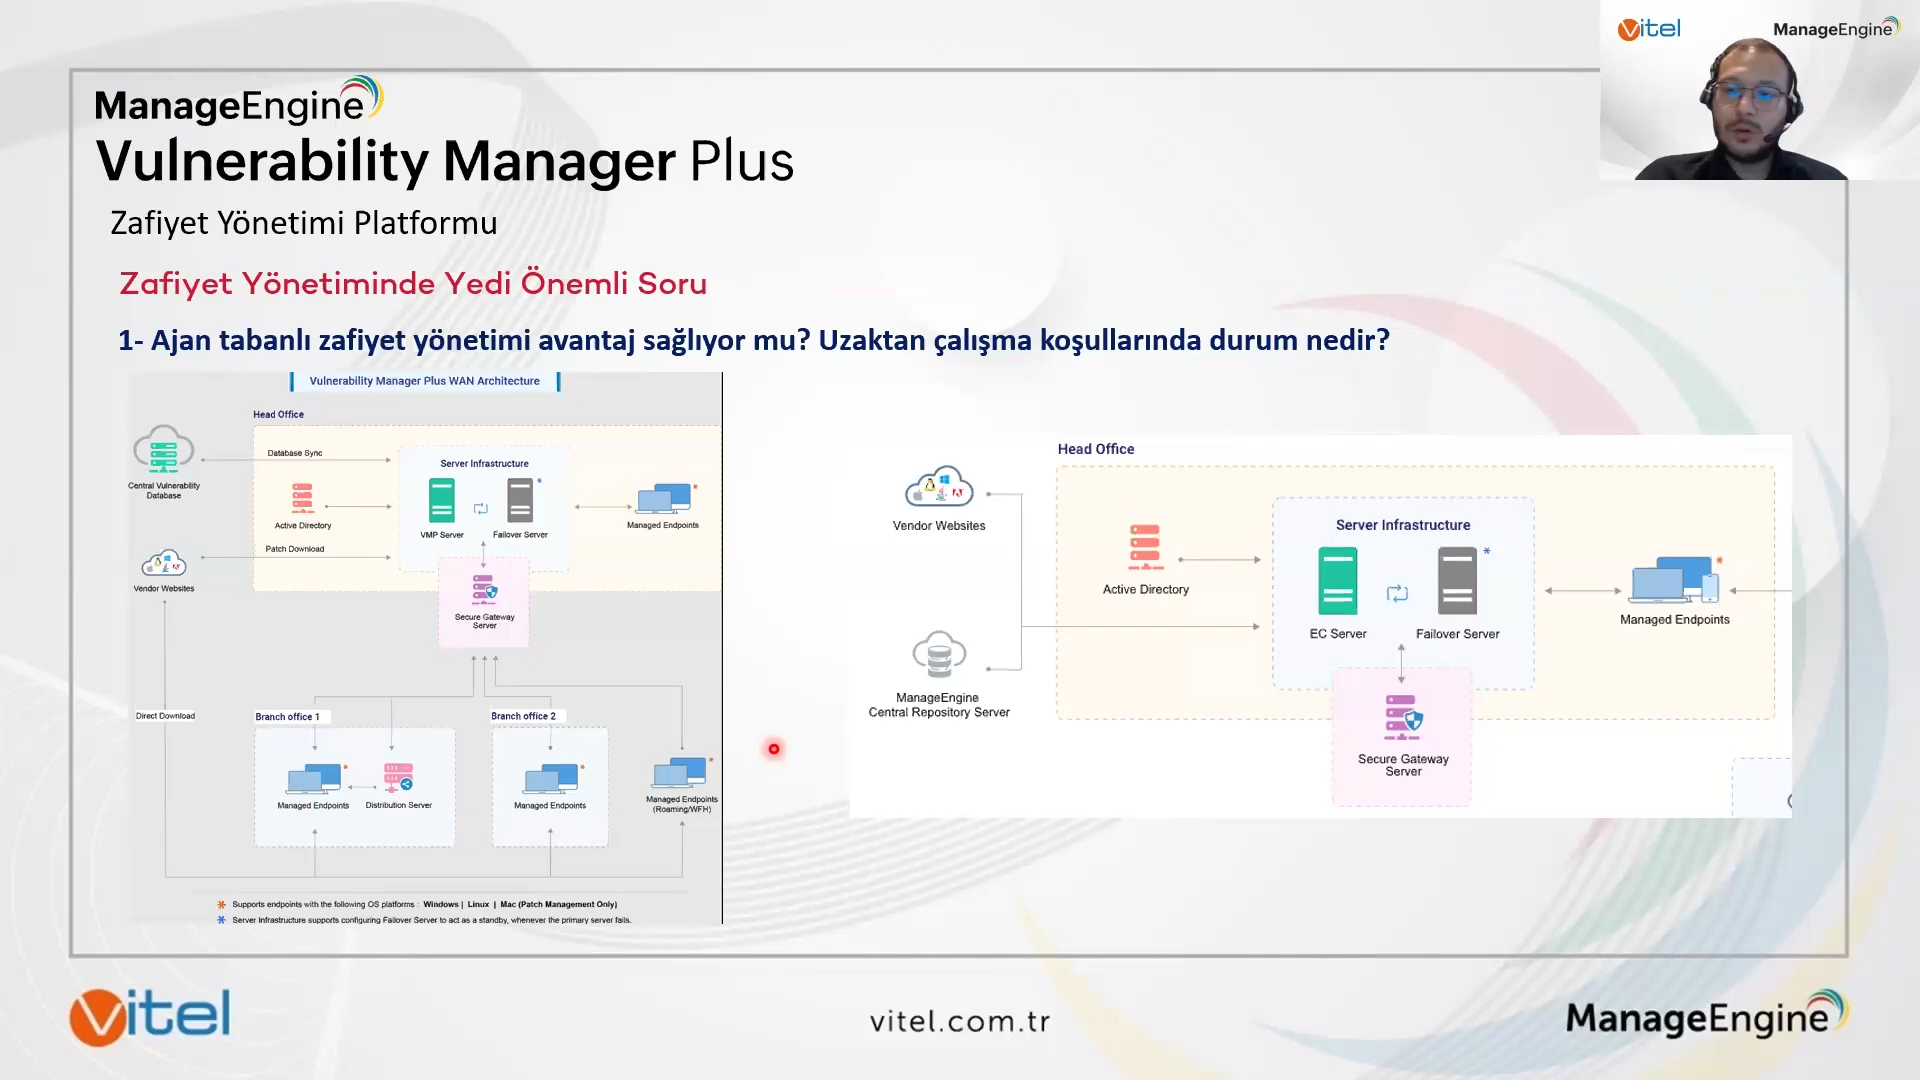 vitel
ManageEngine
ManageEngine
Vulnerability Manager Plus
Zafiyet Yönetimi Platformu
Zafiyet Yönetiminde Yedi Önemli Soru
1- Ajan tabanlı zafiyet yönetimi avantaj sağlıyor mu? Uzaktan çalışma koşullarında durum nedir?
Vulnerability Manager Plus WAN Architecture
Head Office
Database Sync
Central Vulnerability
Database
Server Infrastructure
Active Directory
VMP Server
Failover Server
*
Managed Endpoints
*
Patch Download
Vendor Websites
Secure Gateway
Server
Direct Download
Branch office 1
Managed Endpoints
*
Distribution Server
Branch office 2
Managed Endpoints
*
Managed Endpoints
(Roaming/WFH)
*
* Supports endpoints with the following OS platforms : Windows | Linux | Mac (Patch Management Only)
* Server Infrastructure supports configuring Failover Server to act as a standby, whenever the primary server fails.
Head Office
Vendor Websites
ManageEngine
Central Repository Server
Active Directory
Server Infrastructure
EC Server
Failover Server
*
Managed Endpoints
*
Secure Gateway
Server
vitel
vitel.com.tr
ManageEngine